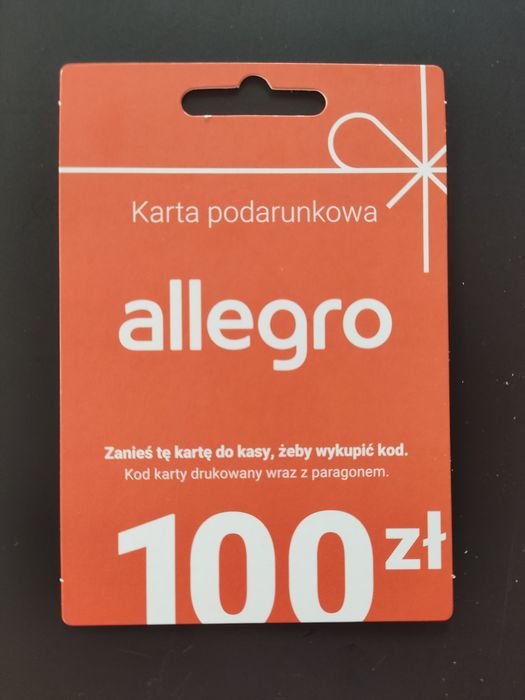 Karta podarunkowa
allegro
Zanieś tę kartę do kasy, żeby wykupić kod.
Kod karty drukowany wraz z paragonem.
100 zł